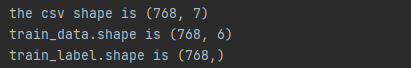 the csv shape is (768, 7)
train_data.shape is (768, 6)
train_label.shape is (768,)